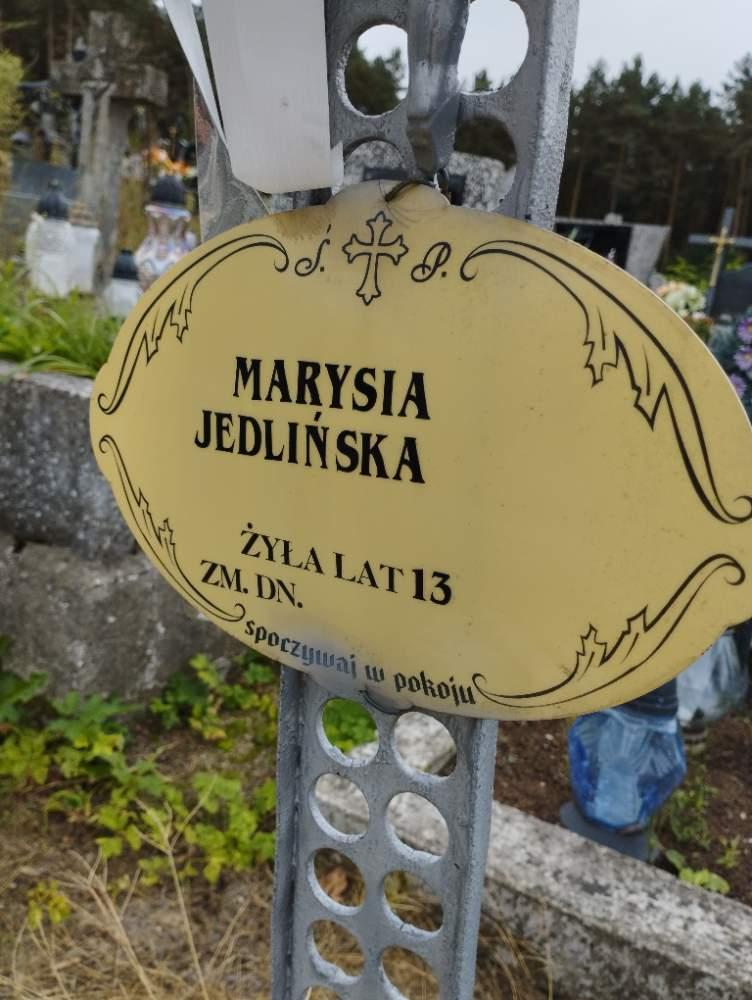 Ś. P.
MARYSIA
JEDLIŃSKA
ŻYŁA LAT 13
ZM. DN.
spoczywaj w pokoju